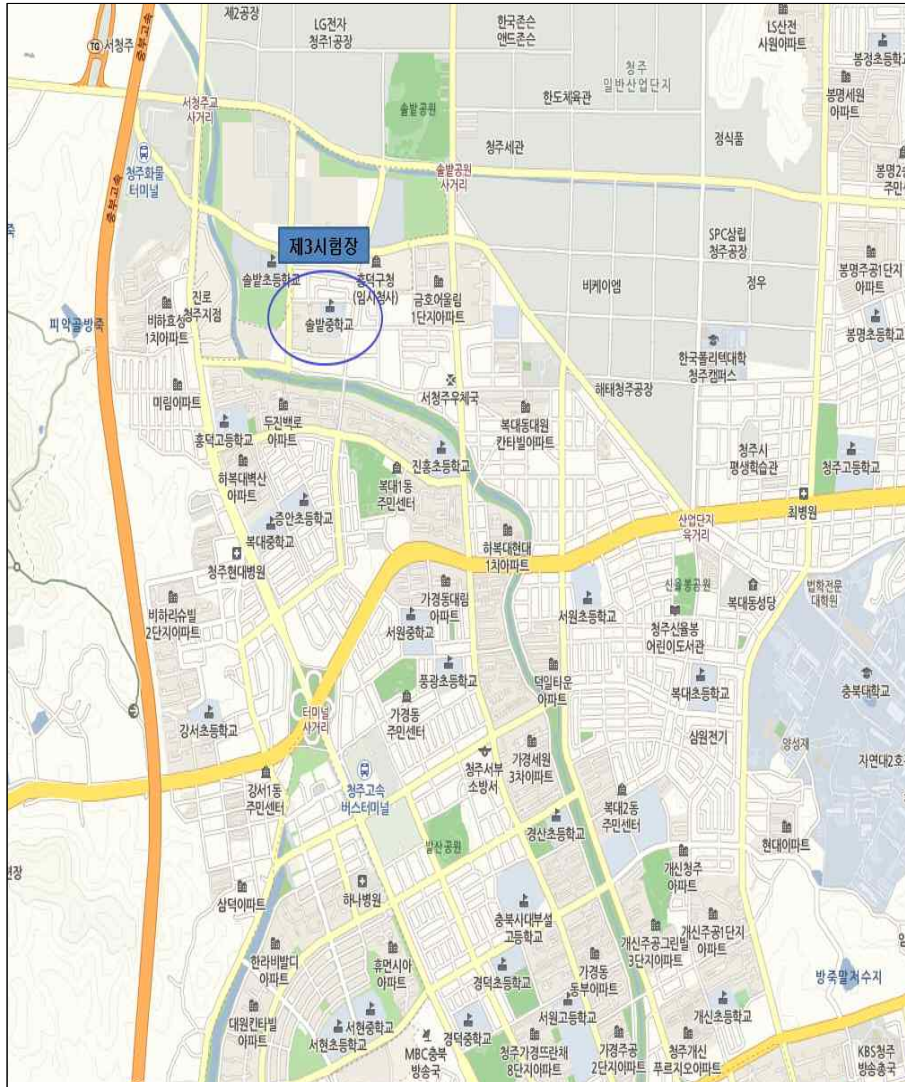 제2공장
LG전자
청주1공장
한국존슨
앤드존슨
LS산전
사원아파트
TG 서청주
중부고속
청주
일반산업단지
봉정초등학교
봉명세원
아파트
서청주교
사거리
솔밭공원
한도체육관
청주세관
정식품
청주화물
터미널
솔밭공원
사거리
중부고속
제3시험장
솔밭초등학교
흥덕구청
(임시청사)
SPC삼립
청주공장
봉명주공1단지
아파트
진로
청주지점
솔밭중학교
금호어울림
1단지아파트
비케이엠
정우
피약골방죽
비하효성
1차아파트
봉명초등학교
한국폴리텍대학
청주캠퍼스
미림아파트
서청주우체국
해태청주공장
두진백로
아파트
흥덕고등학교
복대동대원
칸타빌아파트
진흥초등학교
청주시
평생학습관
청주고등학교
하복대벽산
아파트
복대1동
주민센터
증안초등학교
복대중학교
최병원
산업단지
육거리
청주현대병원
하복대현대
1차아파트
비하리슈빌
2단지아파트
가경동대림
아파트
서원중학교
서원초등학교
신율봉공원
복대동성당
법학전문
대학원
청주신율봉
어린이도서관
풍광초등학교
덕일타운
아파트
복대초등학교
충북대학교
강서초등학교
터미널
사거리
가경동
주민센터
삼원전기
양성재
자연대2호
청주고속
버스터미널
청주서부
소방서
가경세원
3차아파트
강서1동
주민센터
복대2동
주민센터
경산초등학교
발산공원
현대아파트
개신청주
아파트
삼덕아파트
하나병원
충북사대부설
고등학교
개신주공그린빌
3단지아파트
개신주공1단지
아파트
한라비발디
아파트
휴먼시아
아파트
경덕초등학교
가경동
동부아파트
방죽말저수지
대원칸타빌
아파트
서현중학교
서현초등학교
경덕중학교
서원고등학교
개신초등학교
MBC충북
방송국
청주가경뜨란채
8단지아파트
가경주공
2단지아파트
청주개신
푸르지오아파트
KBS청주
방송총국